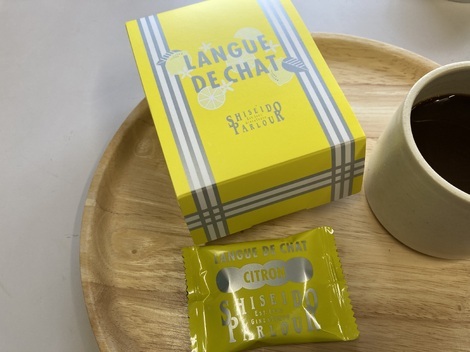 LANGUE
DE CHAT
SHISEIDO
PARLOUR
LANGUE DE CHAT
CITRON
SHISEIDO
PARLOUR